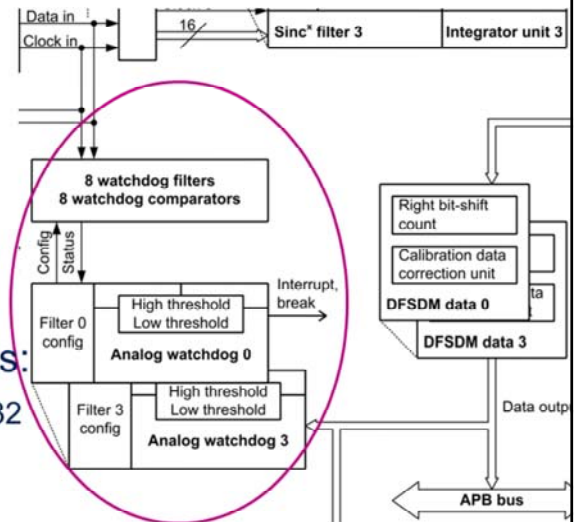 Data in
Clock in
16
Sincˣ filter 3
Integrator unit 3
8 watchdog filters
8 watchdog comparators
Config
Status
Filter 0
config
High threshold
Low threshold
Analog watchdog 0
Interrupt,
break
Filter 3
config
High threshold
Low threshold
Analog watchdog 3
s:
32
Right bit-shift
count
Calibration data
correction unit
DFSDM data 0
ta
t
DFSDM data 3
Data outp
APB bus